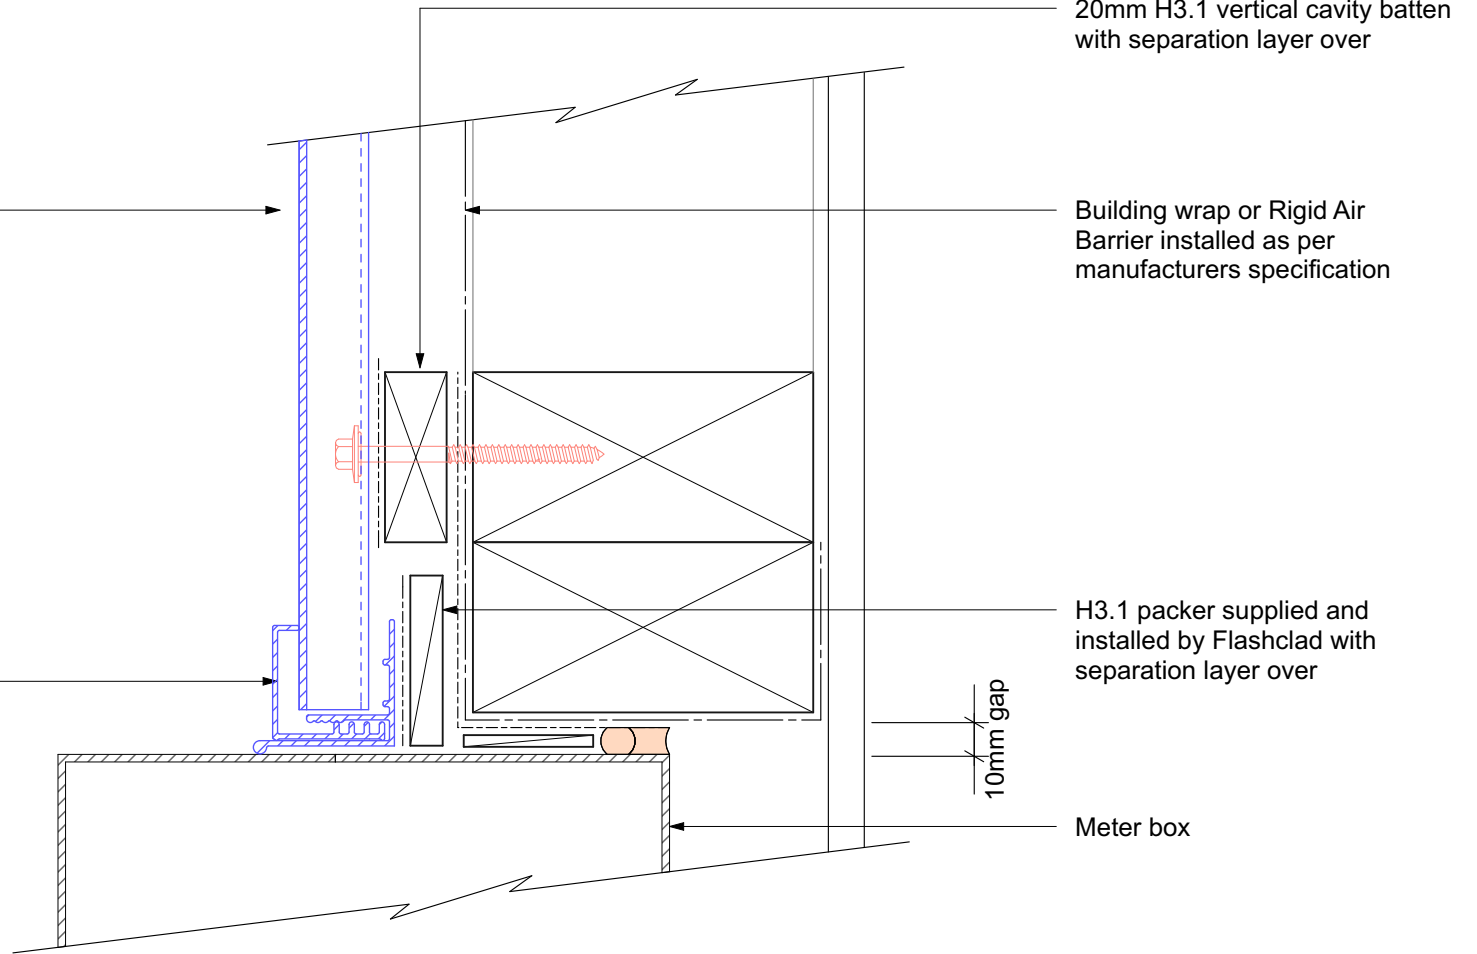 20mm H3.1 vertical cavity batten
with separation layer over
Building wrap or Rigid Air
Barrier installed as per
manufacturers specification
H3.1 packer supplied and
installed by Flashclad with
separation layer over
10mm gap
Meter box